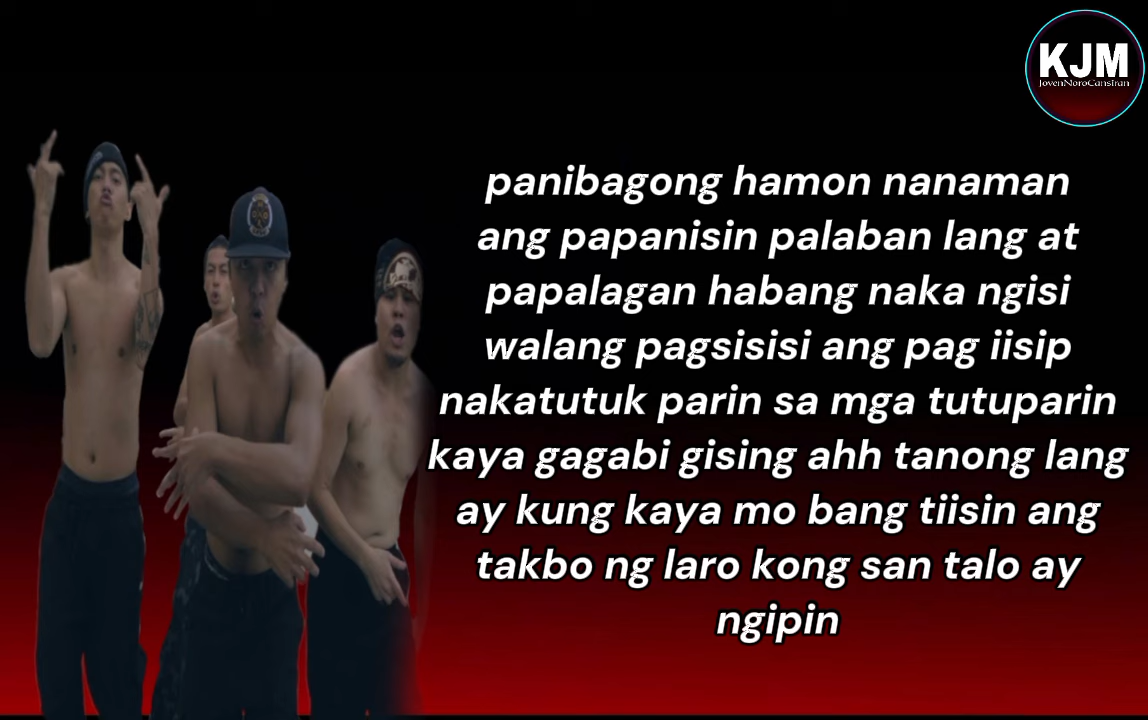 KJM
JovenNoroCansiran
panibagong hamon nanaman
ang papanisin palaban lang at
papalagan habang naka ngisi
walang pagsisisi ang pag iisip
nakatutuk parin sa mga tutuparin
kaya gagabi gising ahh tanong lang
ay kung kaya mo bang tiisin ang
takbo ng laro kong san talo ay
ngipin